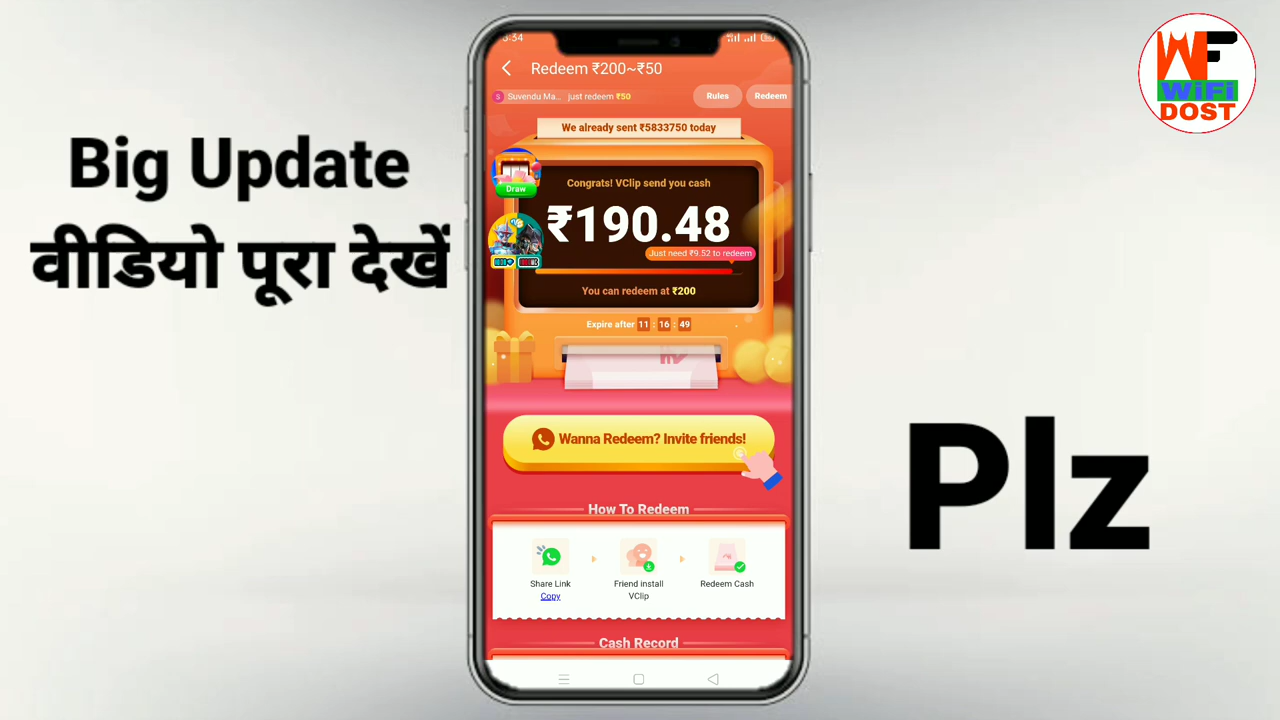 Big Update
वीडियो पूरा देखें
Redeem ₹200~₹50
S Suvendu Ma... just redeem ₹50
Rules
Redeem
We already sent ₹5833750 today
Draw
Congrats! VClip send you cash
₹190.48
Just need ₹9.52 to redeem
You can redeem at ₹200
Expire after 11 : 16 : 49
Wanna Redeem? Invite friends!
How To Redeem
Share Link
Copy
Friend install
VClip
Redeem Cash
Cash Record
WF
WiFi
DOST
Plz